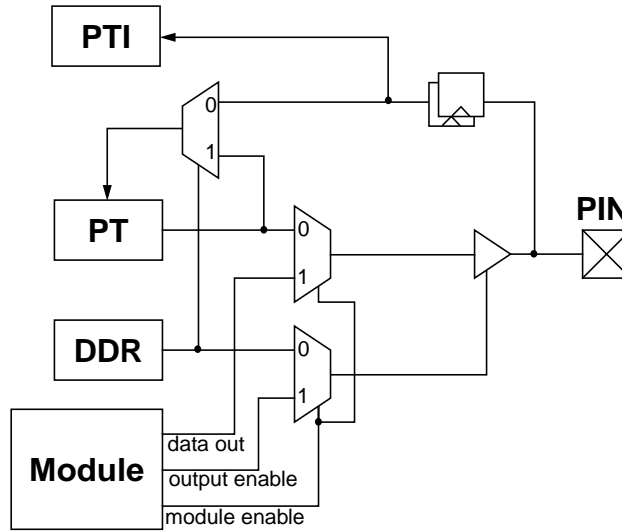 PTI
0
1
PT
PIN
0
1
DDR
0
1
Module
data out
output enable
module enable